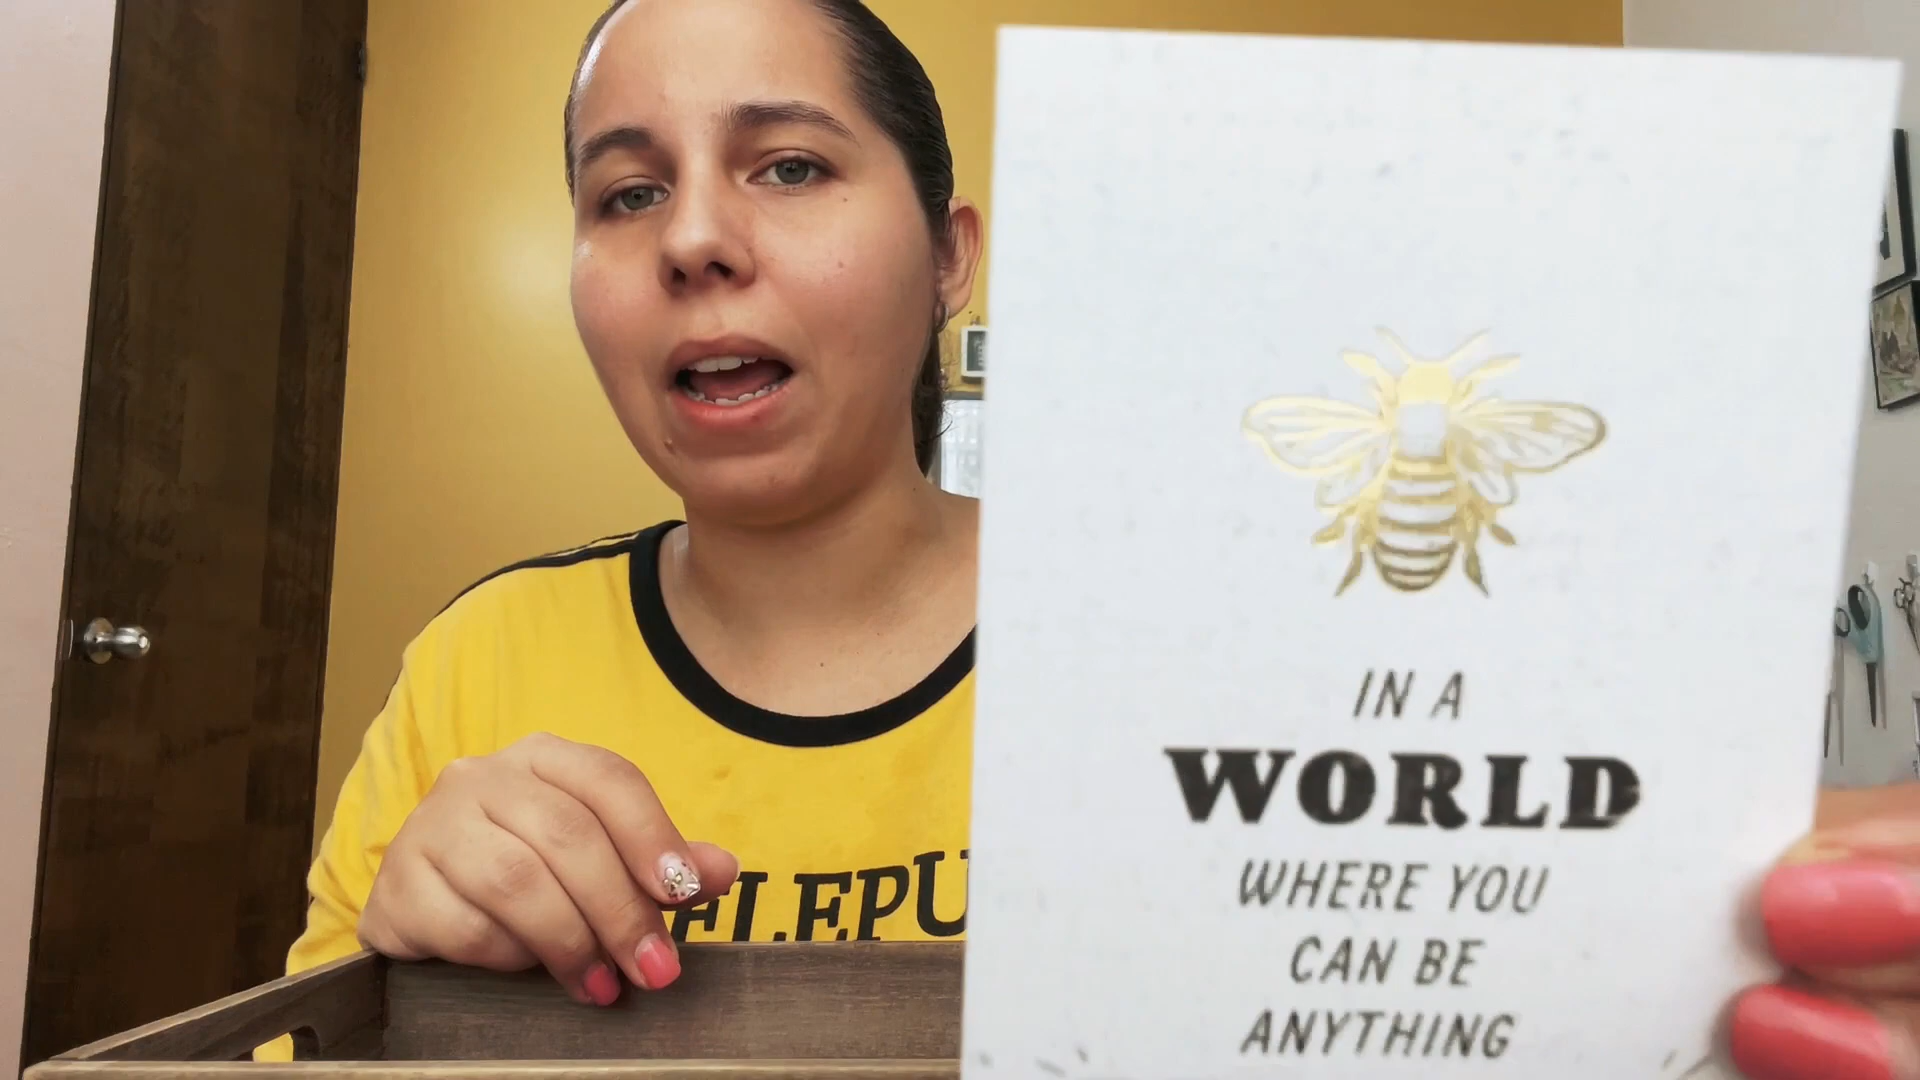 IN A
WORLD
WHERE YOU
CAN BE
ANYTHING